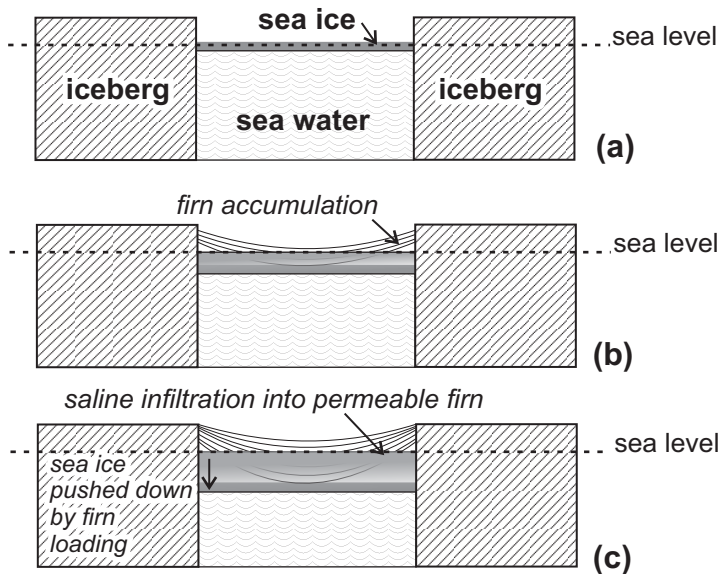 sea ice
sea level
iceberg
sea water
iceberg
(a)
firn accumulation
sea level
(b)
saline infiltration into permeable firn
sea level
sea ice
pushed down
by firn
loading
(c)